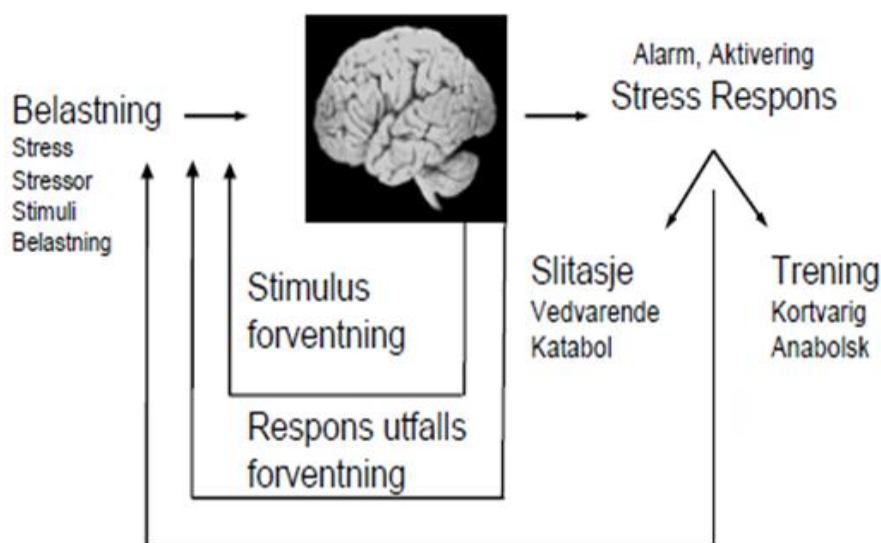 Belastning
Stress
Stressor
Stimuli
Belastning
Alarm, Aktivering
Stress Respons
Stimulus
forventning
Respons utfalls
forventning
Slitasje
Vedvarende
Katabol
Trening
Kortvarig
Anabolsk